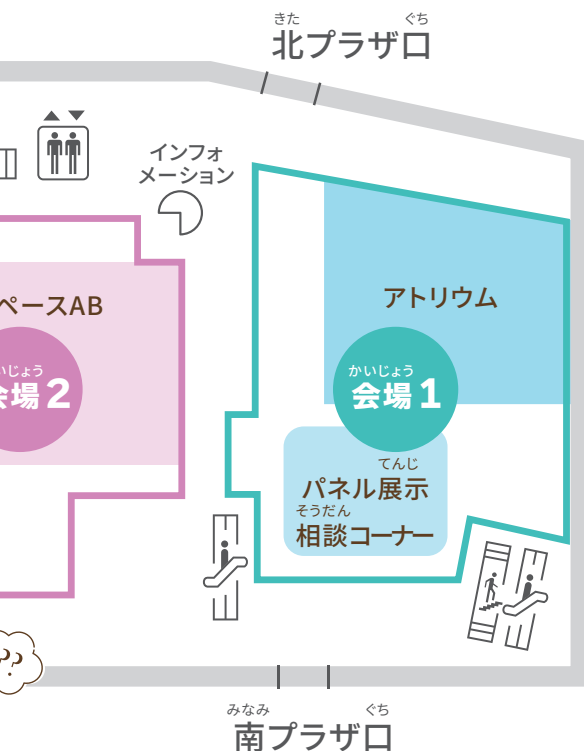 きた ぐち
北プラザ口
インフォ
メーション
アトリウム
ペースAB
いじょう
会場2
かいじょう
会場1
てんじ
パネル展示
そうだん
相談コーナー
??
みなみ ぐち
南プラザ口